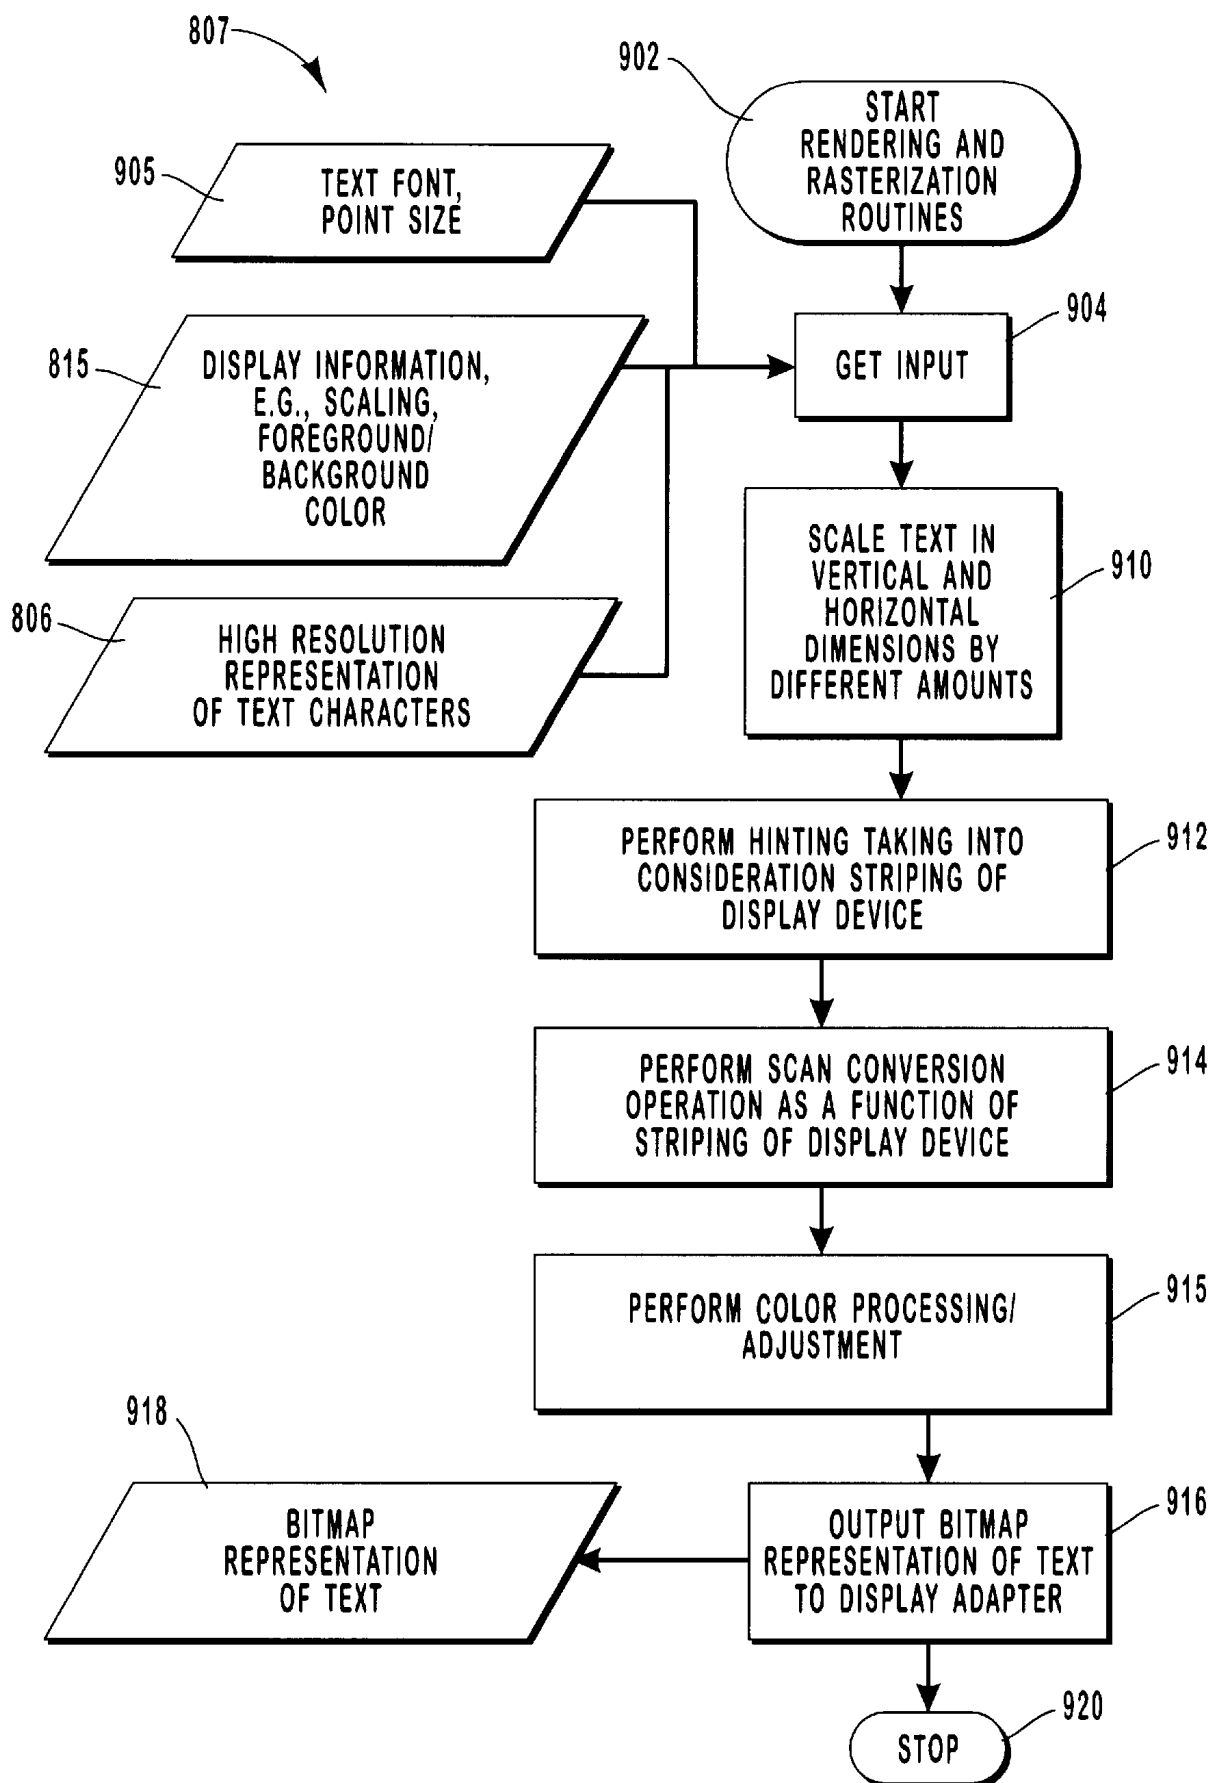 807
902
START
RENDERING AND
RASTERIZATION
ROUTINES
905
TEXT FONT,
POINT SIZE
904
GET INPUT
815
DISPLAY INFORMATION,
E.G., SCALING,
FOREGROUND/
BACKGROUND
COLOR
SCALE TEXT IN
VERTICAL AND
HORIZONTAL
DIMENSIONS BY
DIFFERENT AMOUNTS
910
806
HIGH RESOLUTION
REPRESENTATION
OF TEXT CHARACTERS
PERFORM HINTING TAKING INTO
CONSIDERATION STRIPING OF
DISPLAY DEVICE
912
PERFORM SCAN CONVERSION
OPERATION AS A FUNCTION OF
STRIPING OF DISPLAY DEVICE
914
PERFORM COLOR PROCESSING/
ADJUSTMENT
915
918
BITMAP
REPRESENTATION
OF TEXT
OUTPUT BITMAP
REPRESENTATION OF TEXT
TO DISPLAY ADAPTER
916
STOP
920